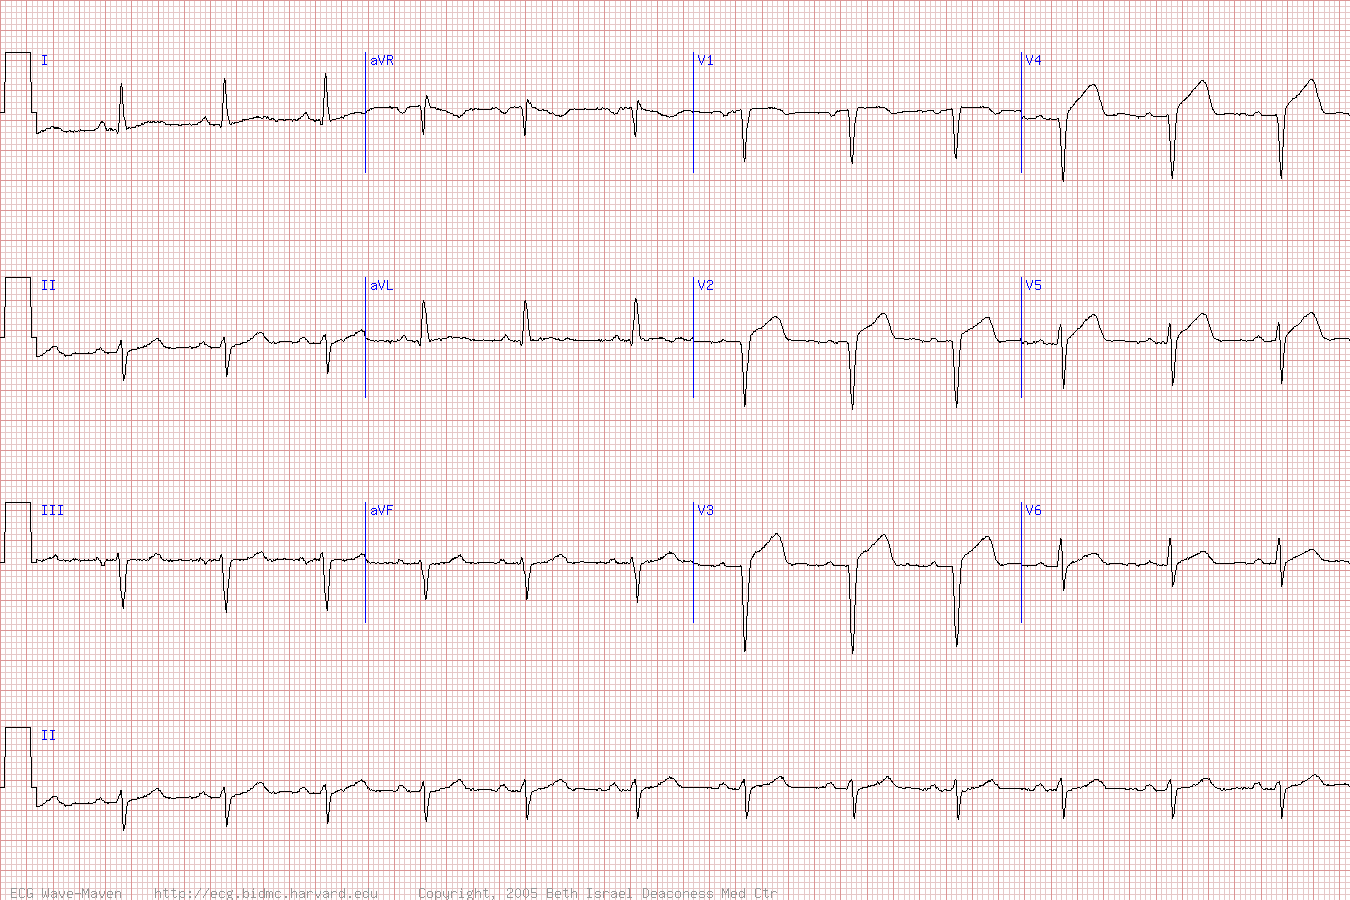 I aVR V1 V4
II aVL V2 V5
III aVF V3 V6
II
ECG Wave-Maven http://ecg.bidmc.harvard.edu Copyright, 2005 Beth Israel Deaconess Med Ctr